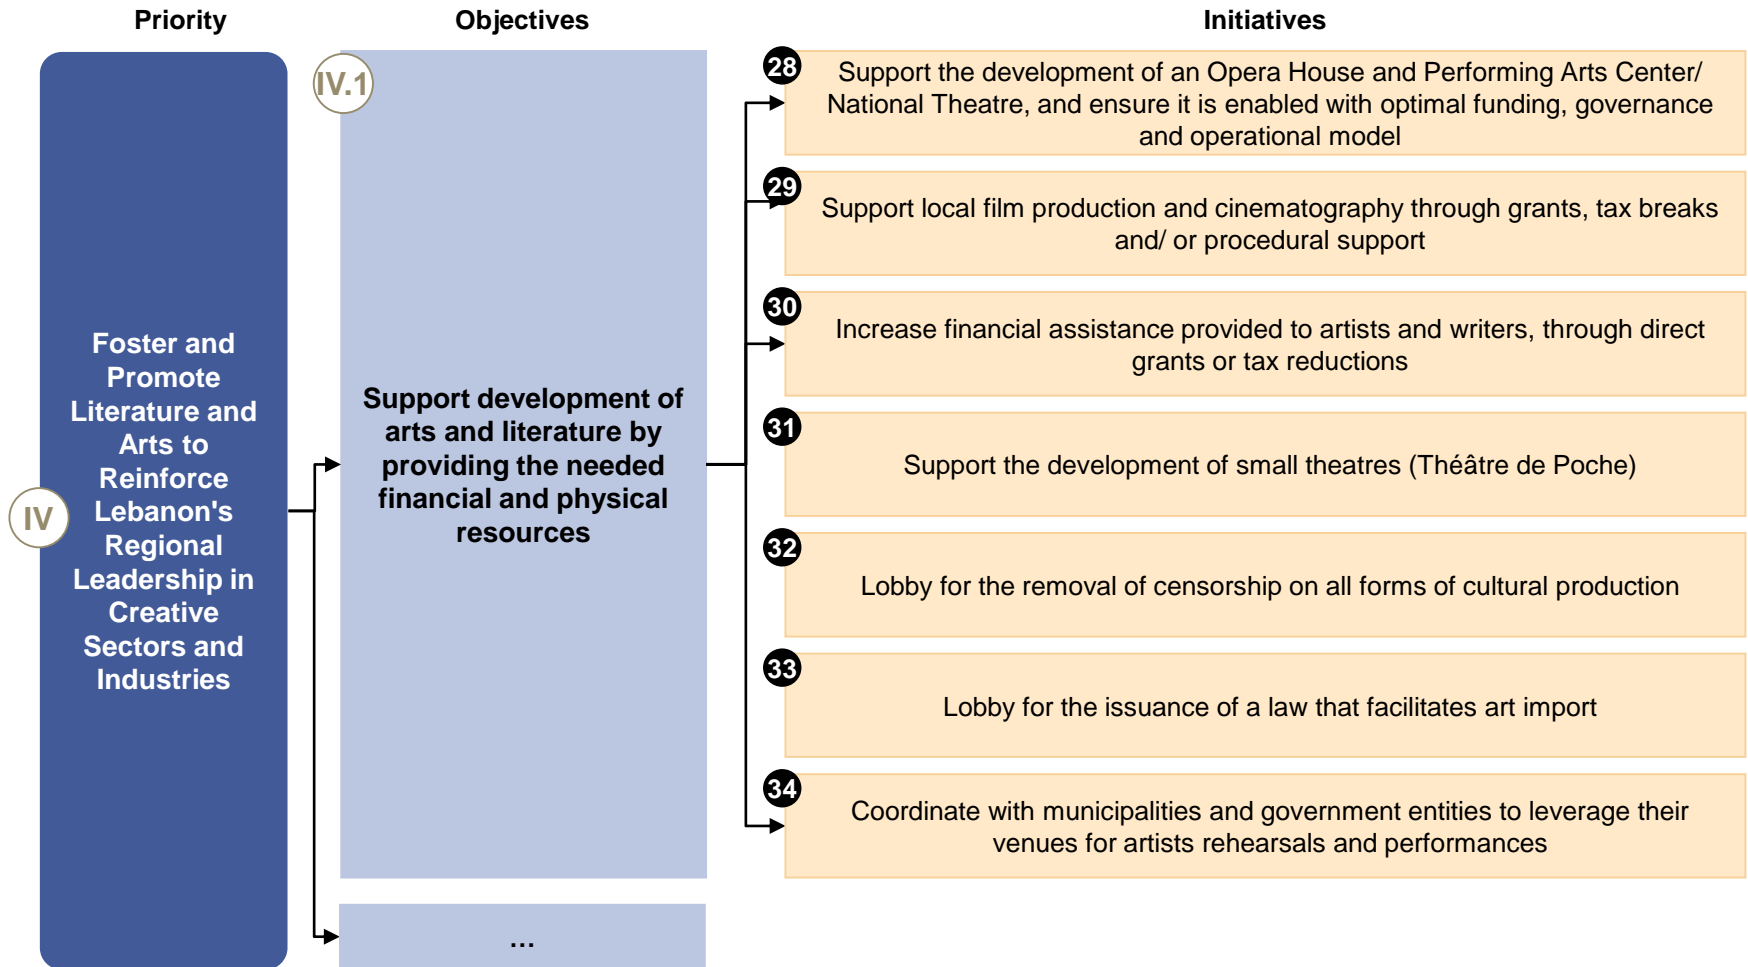 Priority
Objectives
Initiatives
IV
Foster and
Promote
Literature and
Arts to
Reinforce
Lebanon's
Regional
Leadership in
Creative
Sectors and
Industries
IV.1
Support development of
arts and literature by
providing the needed
financial and physical
resources
...
28
Support the development of an Opera House and Performing Arts Center/
National Theatre, and ensure it is enabled with optimal funding, governance
and operational model
29
Support local film production and cinematography through grants, tax breaks
and/ or procedural support
30
Increase financial assistance provided to artists and writers, through direct
grants or tax reductions
31
Support the development of small theatres (Théâtre de Poche)
32
Lobby for the removal of censorship on all forms of cultural production
33
Lobby for the issuance of a law that facilitates art import
34
Coordinate with municipalities and government entities to leverage their
venues for artists rehearsals and performances